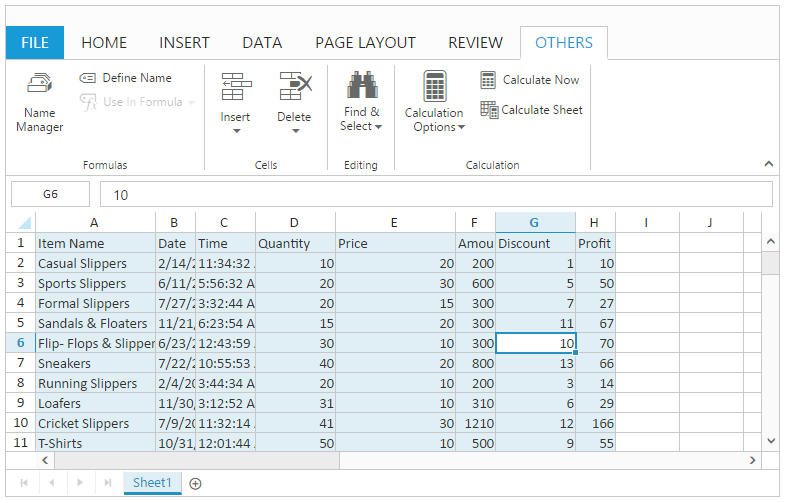 FILE HOME INSERT DATA PAGE LAYOUT REVIEW OTHERS
Name Manager
Define Name
Use In Formula
Formulas
Insert
Delete
Cells
Find & Select
Editing
Calculation Options
Calculate Now
Calculate Sheet
Calculation
G6 10
A B C D E F G H I J
1 Item Name Date Time Quantity Price Amou Discount Profit
2 Casual Slippers 2/14/2 11:34:32 10 20 200 1 10
3 Sports Slippers 6/11/2 5:56:32 A 20 30 600 5 50
4 Formal Slippers 7/27/2 3:32:44 A 20 15 300 7 27
5 Sandals & Floaters 11/21/ 6:23:54 A 15 20 300 11 67
6 Flip- Flops & Slipper 6/23/2 12:43:59 30 10 300 10 70
7 Sneakers 7/22/2 10:55:53 40 20 800 13 66
8 Running Slippers 2/4/20 3:44:34 A 20 10 200 3 14
9 Loafers 11/30/ 3:12:52 A 31 10 310 6 29
10 Cricket Slippers 7/9/20 11:32:14 41 30 1210 12 166
11 T-Shirts 10/31/ 12:01:44 50 10 500 9 55
Sheet1